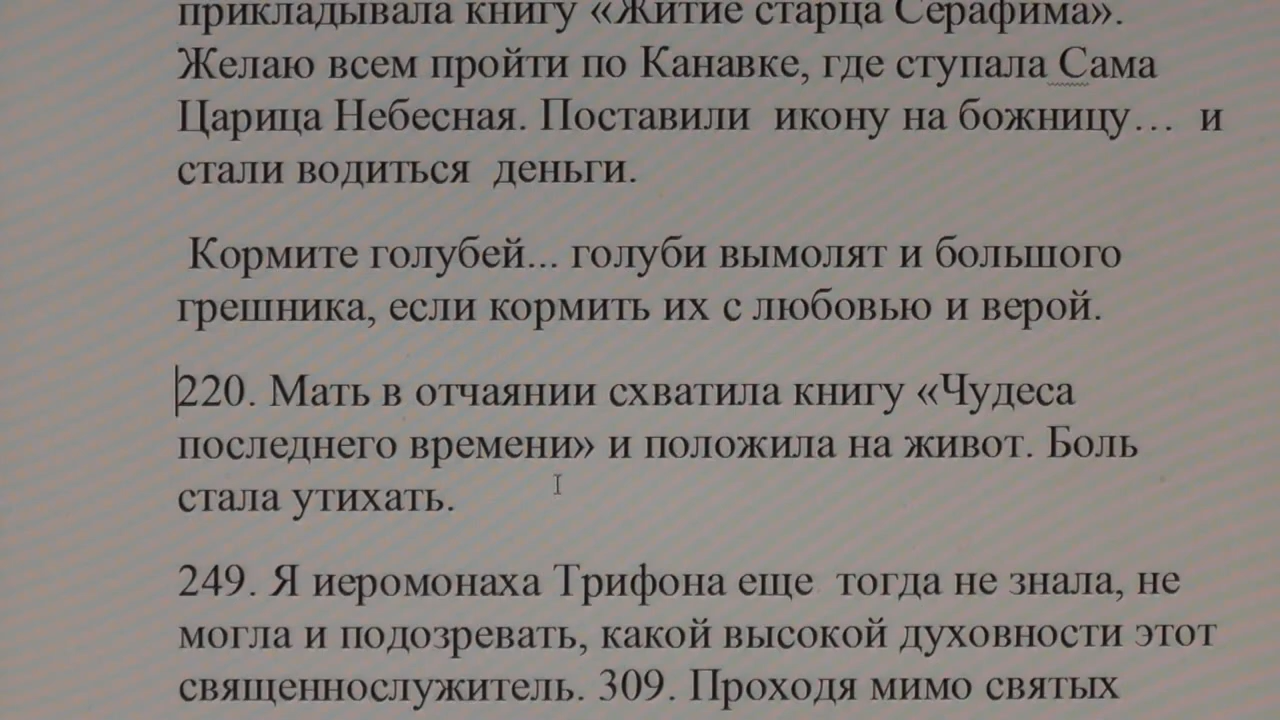 прикладывала книгу «Житие старца Серафима».
Желаю всем пройти по Канавке, где ступала Сама
Царица Небесная. Поставили  икону на божницу…  и
стали водиться  деньги.
Кормите голубей... голуби вымолят и большого
грешника, если кормить их с любовью и верой.
220. Мать в отчаянии схватила книгу «Чудеса
последнего времени» и положила на живот. Боль
стала утихать.
249. Я иеромонаха Трифона еще  тогда не знала, не
могла и подозревать, какой высокой духовности этот
священнослужитель. 309. Проходя мимо святых